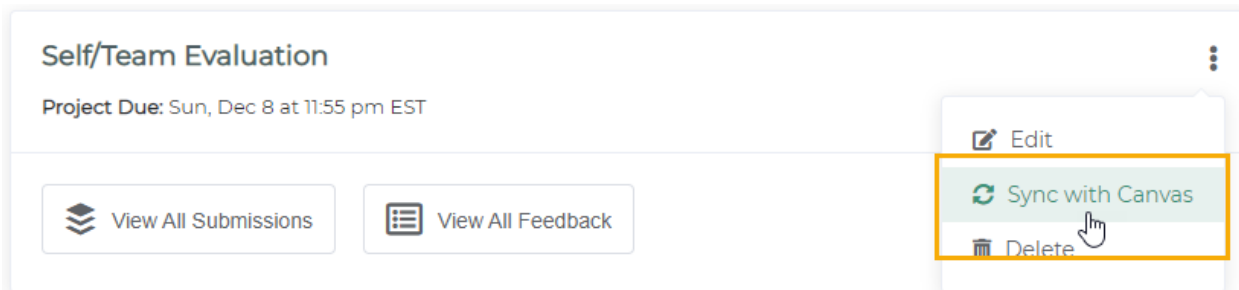 Self/Team Evaluation
Project Due: Sun, Dec 8 at 11:55 pm EST
Edit
Sync with Canvas
View All Submissions
View All Feedback
Delete